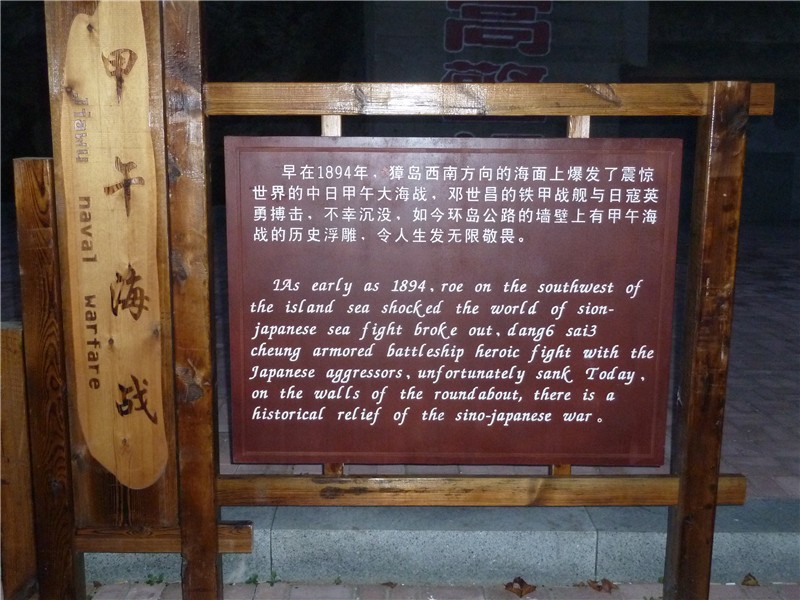 甲午海战
Jiawu naval warfare
早在1894年，獐岛西南方向的海面上爆发了震惊
世界的中日甲午大海战，邓世昌的铁甲战舰与日寇英
勇搏击，不幸沉没，如今环岛公路的墙壁上有甲午海
战的历史浮雕，令人生发无限敬畏。
IAs early as 1894, roe on the southwest of
the island sea shocked the world of sion-
japanese sea fight broke out, dang6 sai3
cheung armored battleship heroic fight with the
Japanese aggressors, unfortunately sank Today,
on the walls of the roundabout, there is a
historical relief of the sino-japanese war。